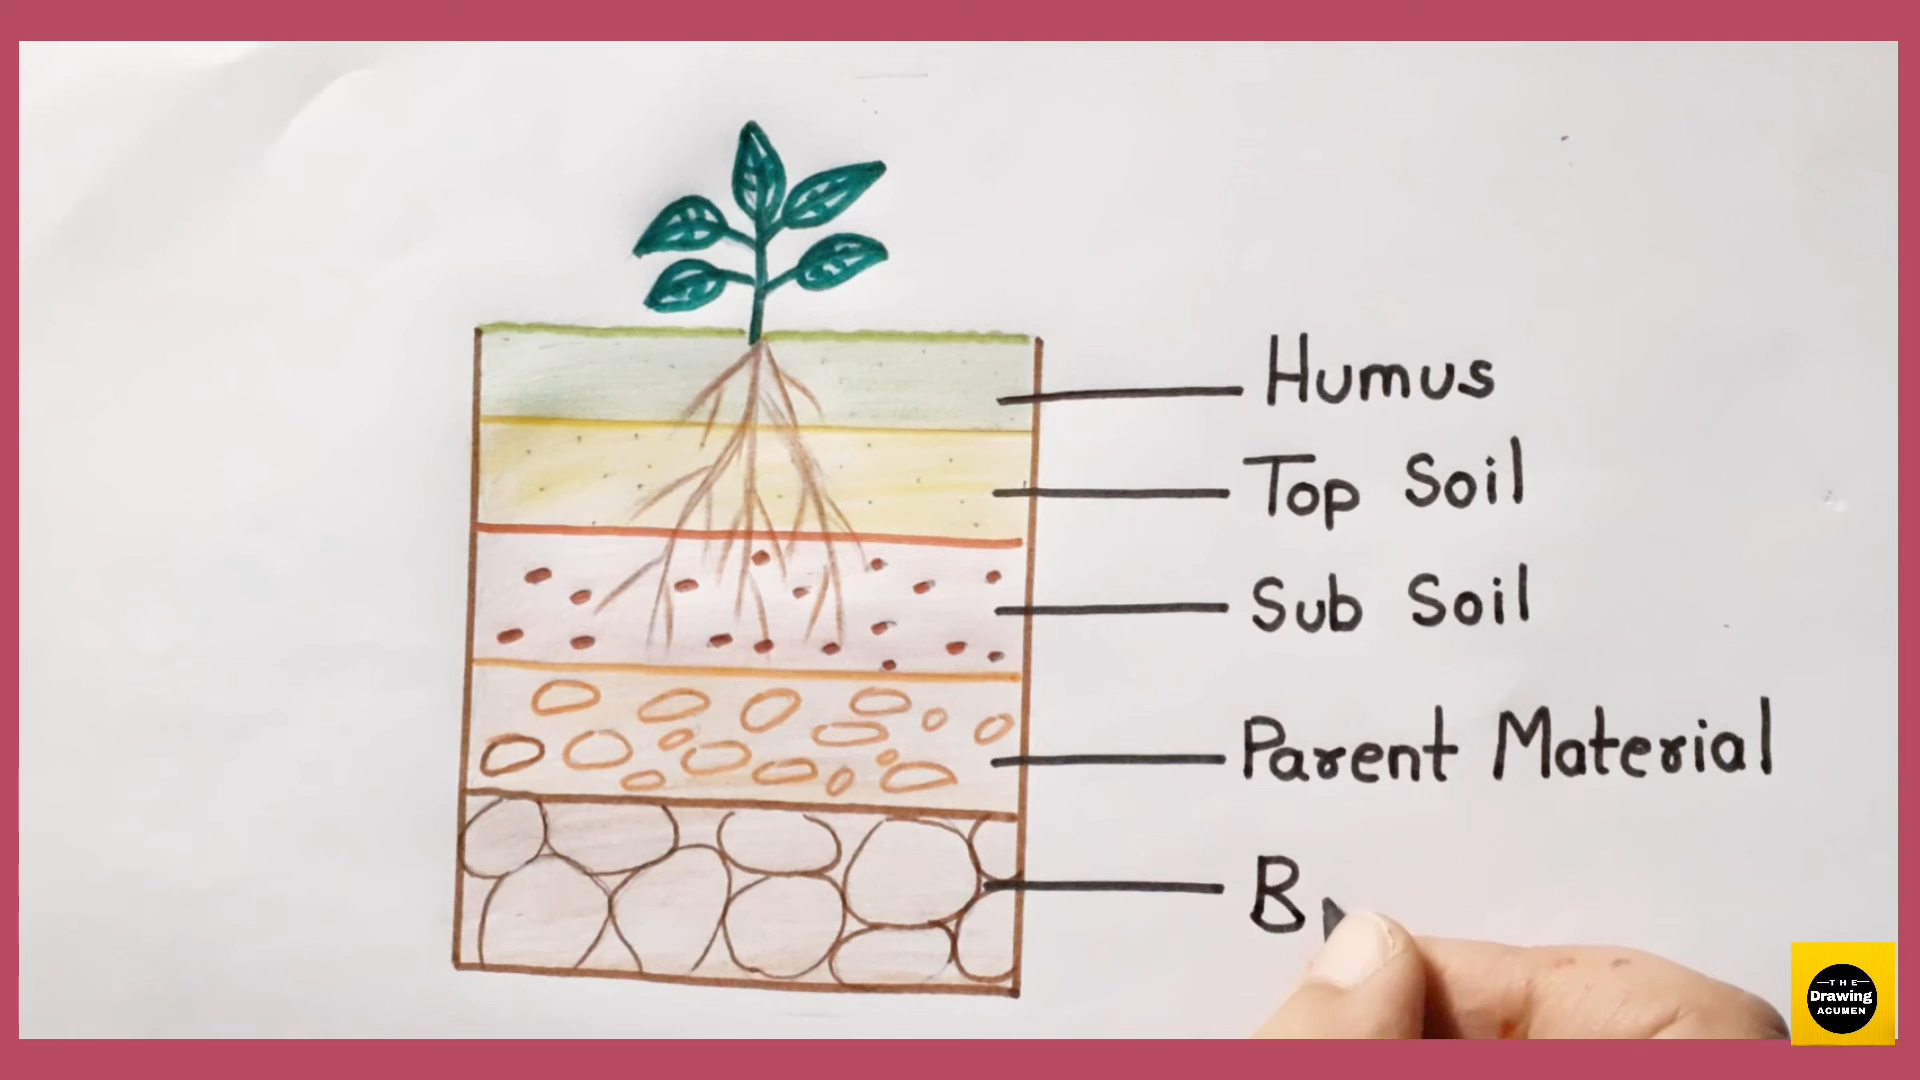 Humus
Top Soil
Sub Soil
Parent Material
B
THE
Drawing
ACUMEN